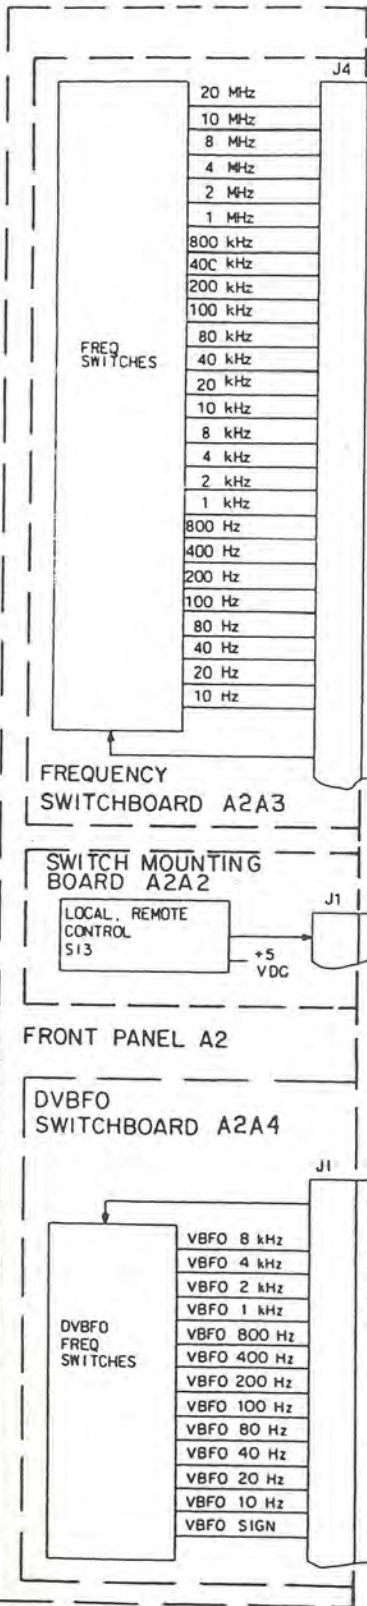 J4
20 MHz
10 MHz
8 MHz
4 MHz
2 MHz
1 MHz
800 kHz
40C kHz
200 kHz
100 kHz
80 kHz
40 kHz
20 kHz
10 kHz
8 kHz
4 kHz
2 kHz
1 kHz
800 Hz
400 Hz
200 Hz
100 Hz
80 Hz
40 Hz
20 Hz
10 Hz
FREQ
SWITCHES
FREQUENCY
SWITCHBOARD A2A3
SWITCH MOUNTING
BOARD A2A2
J1
LOCAL, REMOTE
CONTROL
S13
+5
VDC
FRONT PANEL A2
DVBFO
SWITCHBOARD A2A4
J1
VBFO 8 kHz
VBFO 4 kHz
VBFO 2 kHz
VBFO 1 kHz
VBFO 800 Hz
VBFO 400 Hz
VBFO 200 Hz
VBFO 100 Hz
VBFO 80 Hz
VBFO 40 Hz
VBFO 20 Hz
VBFO 10 Hz
VBFO SIGN
DVBFO
FREQ
SWITCHES